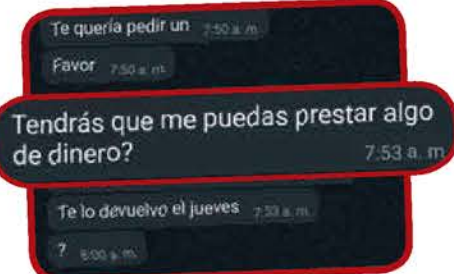 Te quería pedir un 7:50 a. m.
Favor 7:50 a. m.
Tendrás que me puedas prestar algo
de dinero?
7:53 a. m
Te lo devuelvo el jueves 7:53 a. m.
? 8:00 a. m.